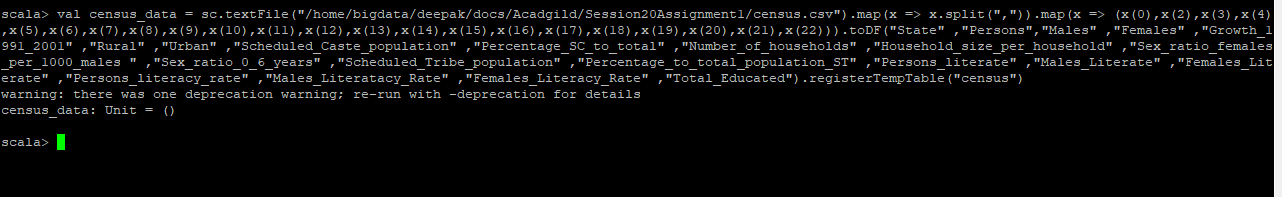 scala> val census_data = sc.textFile("/home/bigdata/deepak/docs/Acadgild/Session20Assignment1/census.csv").map(x => x.split(",")).map(x => (x(0),x(2),x(3),x(4)
,x(5),x(6),x(7),x(8),x(9),x(10),x(11),x(12),x(13),x(14),x(15),x(16),x(17),x(18),x(19),x(20),x(21),x(22))).toDF("State" ,"Persons","Males" ,"Females" ,"Growth_1
991_2001" ,"Rural" ,"Urban" ,"Scheduled_Caste_population" ,"Percentage_SC_to_total" ,"Number_of_households" ,"Household_size_per_household" ,"Sex_ratio_females
_per_1000_males " ,"Sex_ratio_0_6_years" ,"Scheduled_Tribe_population" ,"Percentage_to_total_population_ST" ,"Persons_literate" ,"Males_Literate" ,"Females_Lit
erate" ,"Persons_literacy_rate" ,"Males_Literatacy_Rate" ,"Females_Literacy_Rate" ,"Total_Educated").registerTempTable("census")
warning: there was one deprecation warning; re-run with -deprecation for details
census_data: Unit = ()
scala>